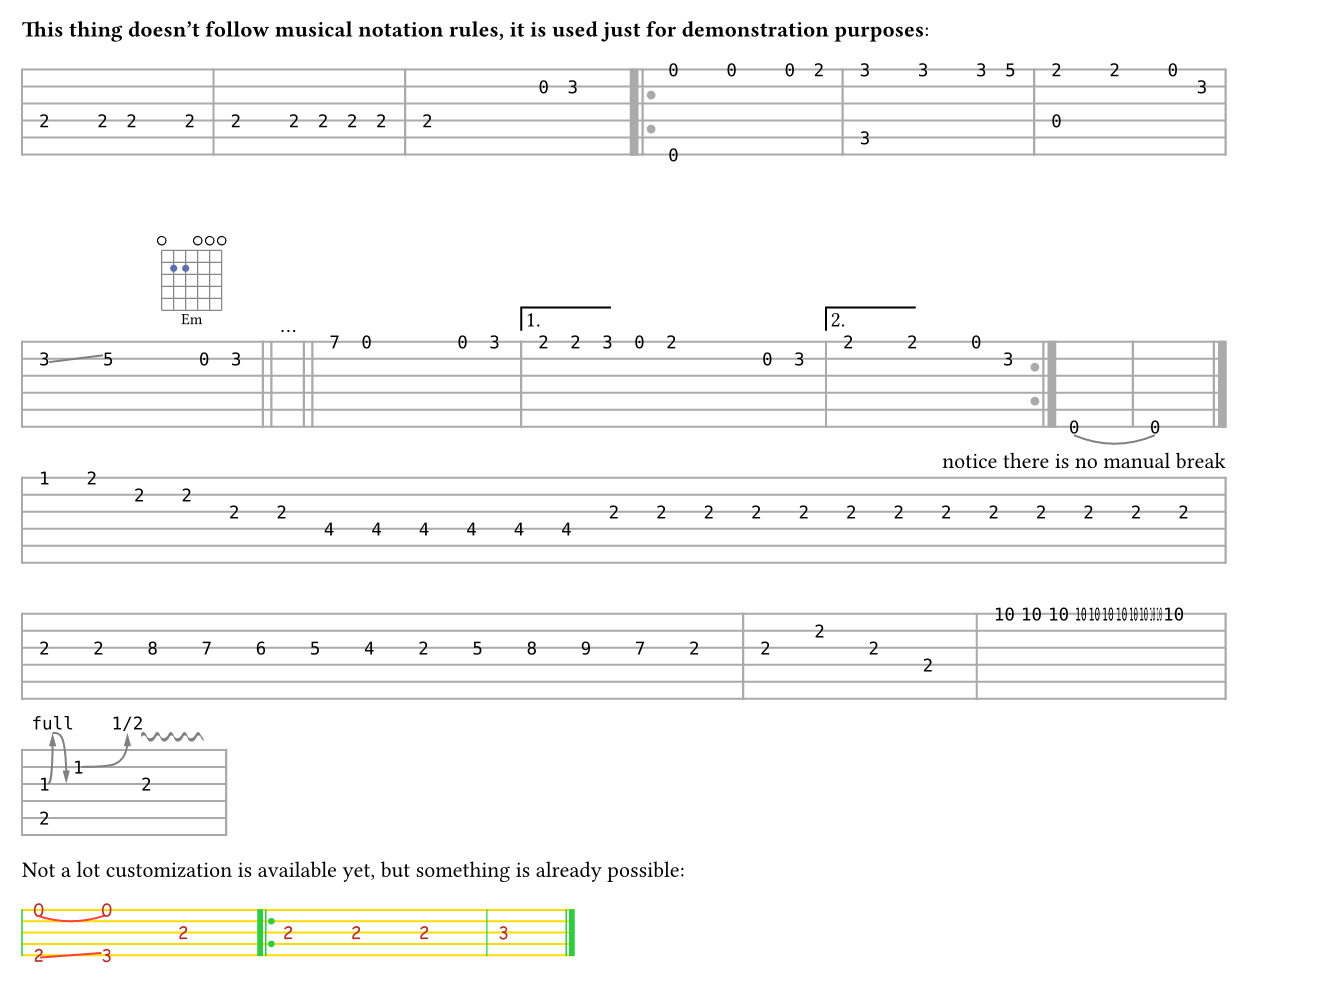 This thing doesn’t follow musical notation rules, it is used just for demonstration purposes:
0 0 0 2 3 3 3 5 2 2 0
0 3 3
2 2 2 2 2 2 2 2 2 2 0
3
0
Em
...
1. 2.
7 0 0 3 2 2 3 0 2 2 2 0
3 5 0 3 0 3 3
0 0
notice there is no manual break
1 2
2 2
2 2 2 2 2 2 2 2 2 2 2 2 2 2 2
4 4 4 4 4 4
10 10 10 10 10 10 10 10 10 10
2
2 2 8 7 6 5 4 2 5 8 9 7 2 2 2
2
full 1/2
1
1 2
2
Not a lot customization is available yet, but something is already possible:
0 0
2 2 2 2 3
2 3